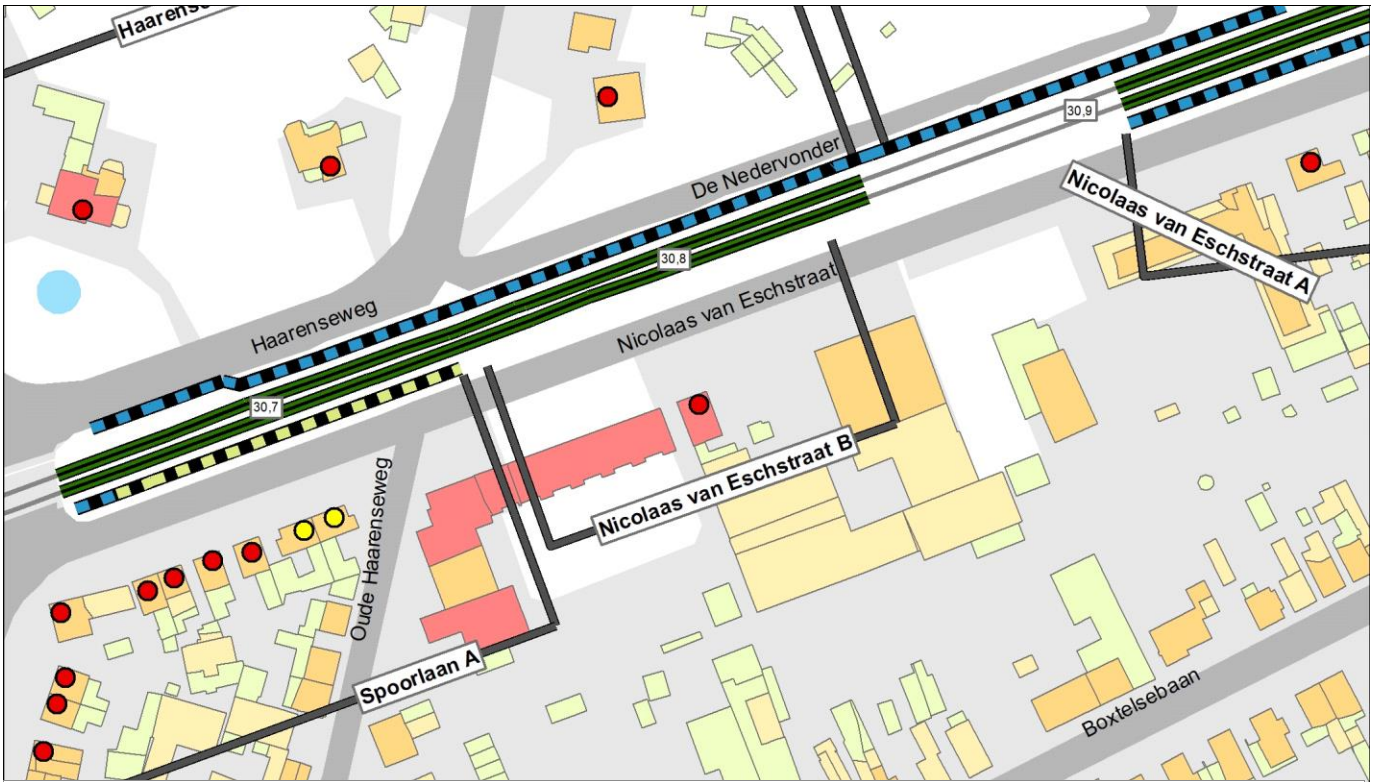 Haarens
30,9
De Nedervonder
Nicolaas van Eschstraat A
30,8
Nicolaas van Eschstraat
Haarenseweg
30,7
Nicolaas van Eschstraat B
Oude Haarenseweg
Spoorlaan A
Boxtelsebaan